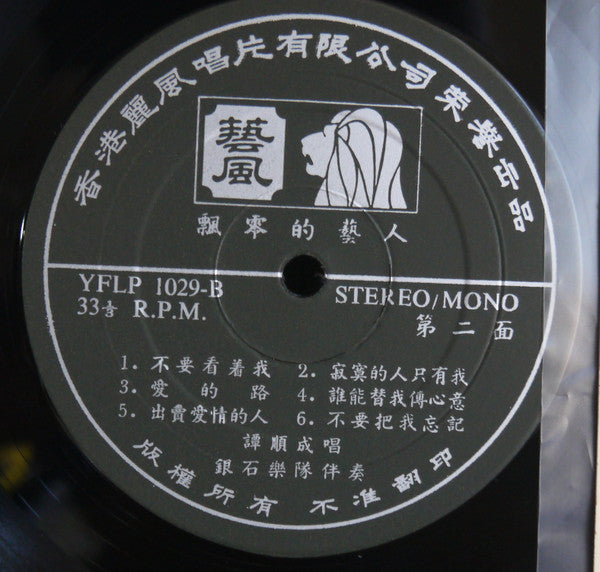 香港麗風唱片有限公司榮譽出品
藝風
飄零的藝人
YFLP 1029-B
STEREO/MONO
33⅓ R.P.M.
第二面
1. 不要看着我 2. 寂寞的人只有我
3. 愛的路 4. 誰能替我傳心意
5. 出賣愛情的人 6. 不要把我忘記
譚順成唱
銀石樂隊伴奏
版權所有 不准翻印